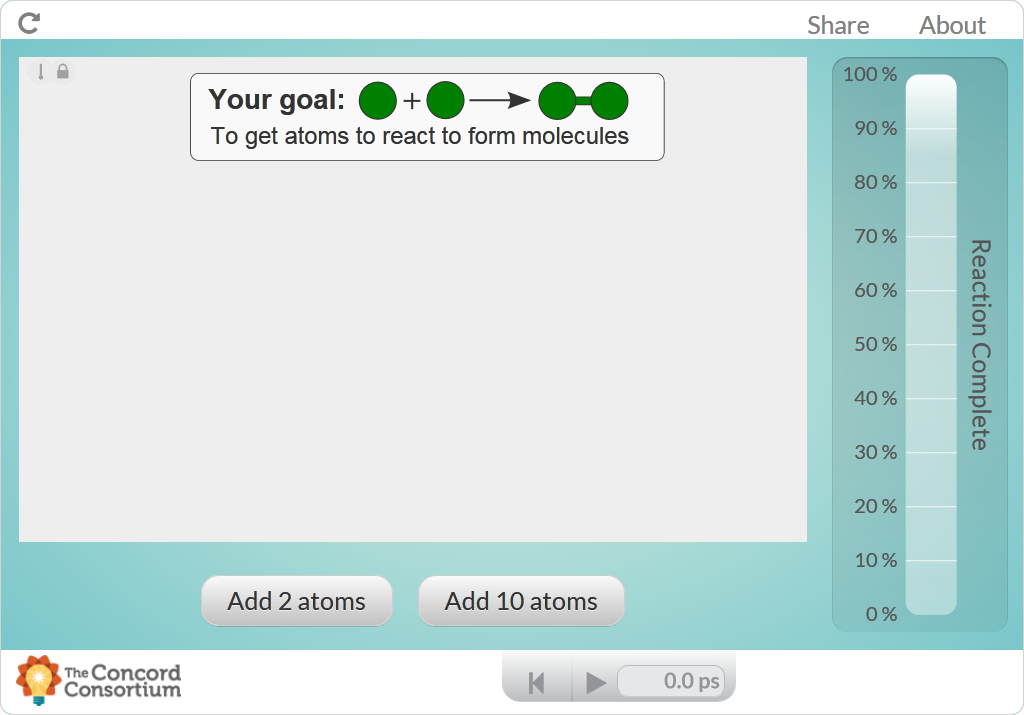 Share About
Your goal: +
To get atoms to react to form molecules
100 %
90 %
80 %
70 %
60 %
50 %
40 %
30 %
20 %
10 %
0 %
Reaction Complete
Add 2 atoms Add 10 atoms
The Concord
Consortium
0.0 ps